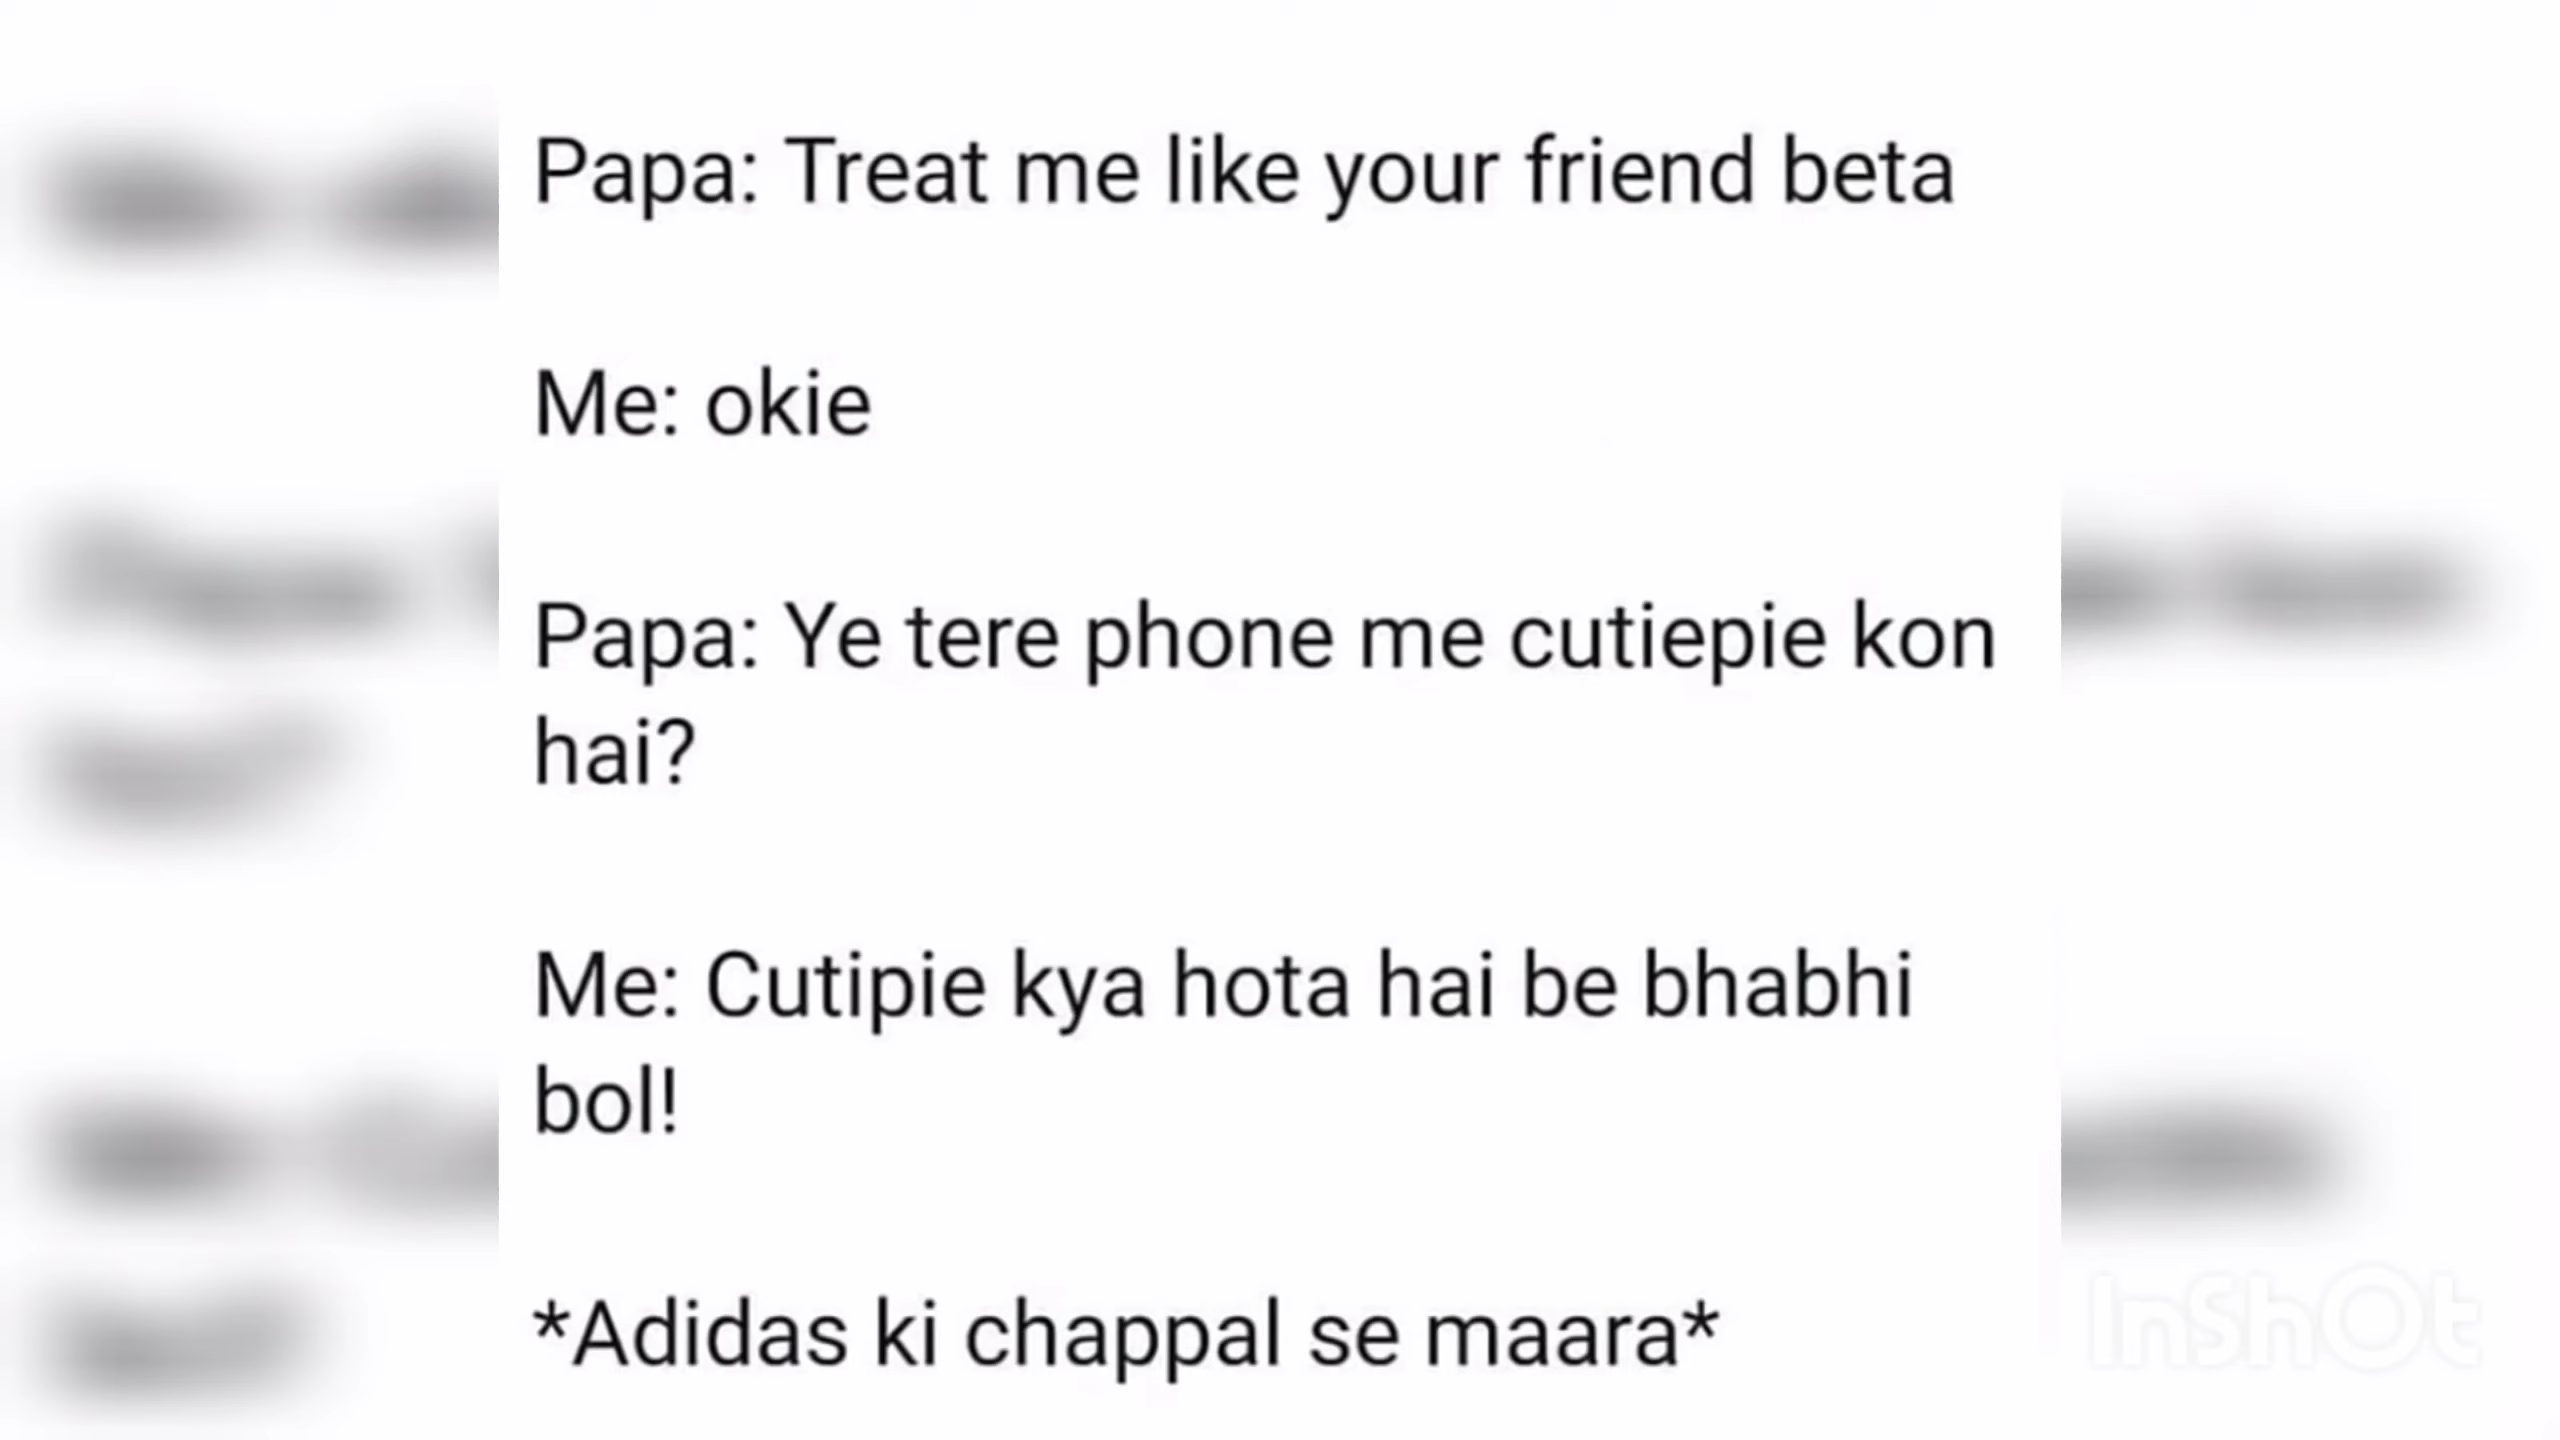 Papa: Treat me like your friend beta
Me: okie
Papa: Ye tere phone me cutiepie kon
hai?
Me: Cutipie kya hota hai be bhabhi
bol!
*Adidas ki chappal se maara*
InShOt